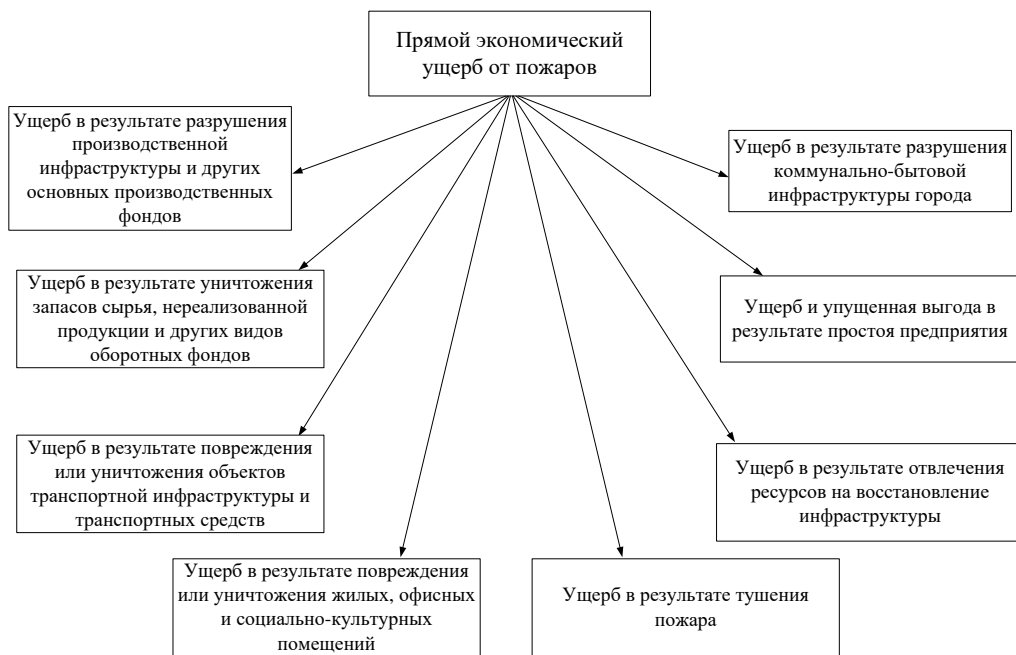 Прямой экономический
ущерб от пожаров
Ущерб в результате разрушения
производственной
инфраструктуры и других
основных производственных
фондов
Ущерб в результате разрушения
коммунально-бытовой
инфраструктуры города
Ущерб в результате уничтожения
запасов сырья, нереализованной
продукции и других видов
оборотных фондов
Ущерб и упущенная выгода в
результате простоя предприятия
Ущерб в результате повреждения
или уничтожения объектов
транспортной инфраструктуры и
транспортных средств
Ущерб в результате отвлечения
ресурсов на восстановление
инфраструктуры
Ущерб в результате повреждения
или уничтожения жилых, офисных
и социально-культурных
помещений
Ущерб в результате тушения
пожара